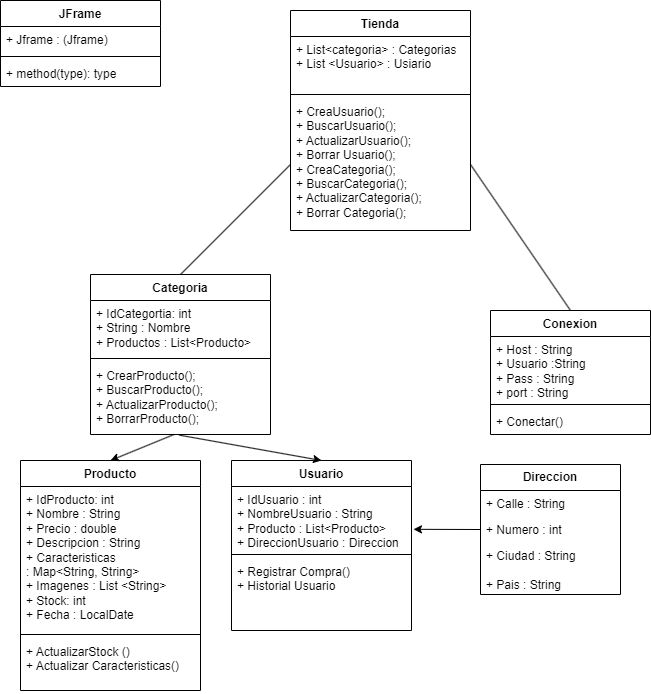 JFrame
+ Jframe : (Jframe)
+ method(type): type
Tienda
+ List<categoria> : Categorias
+ List <Usuario> : Usiario
+ CreaUsuario();
+ BuscarUsuario();
+ ActualizarUsuario();
+ Borrar Usuario();
+ CreaCategoria();
+ BuscarCategoria();
+ ActualizarCategoria();
+ Borrar Categoria();
Categoria
+ IdCategortia: int
+ String : Nombre
+ Productos : List<Producto>
+ CrearProducto();
+ BuscarProducto();
+ ActualizarProducto();
+ BorrarProducto();
Conexion
+ Host : String
+ Usuario :String
+ Pass : String
+ port : String
+ Conectar()
Producto
+ IdProducto: int
+ Nombre : String
+ Precio : double
+ Descripcion : String
+ Caracteristicas
: Map<String, String>
+ Imagenes : List <String>
+ Stock: int
+ Fecha : LocalDate
+ ActualizarStock ()
+ Actualizar Caracteristicas()
Usuario
+ IdUsuario : int
+ NombreUsuario : String
+ Producto : List<Producto>
+ DireccionUsuario : Direccion
+ Registrar Compra()
+ Historial Usuario
Direccion
+ Calle : String
+ Numero : int
+ Ciudad : String
+ Pais : String